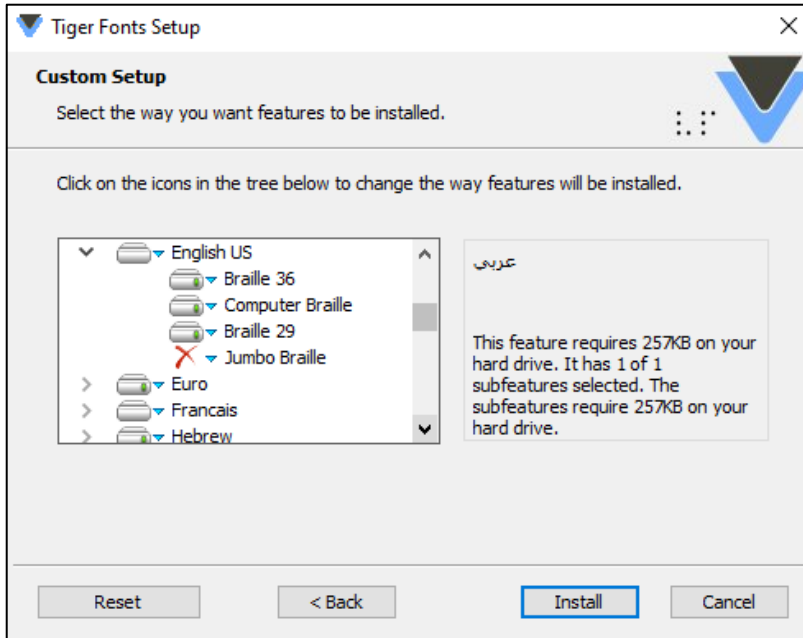 Tiger Fonts Setup
Custom Setup
Select the way you want features to be installed.
Click on the icons in the tree below to change the way features will be installed.
English US
Braille 36
Computer Braille
Braille 29
Jumbo Braille
Euro
Francais
Hebrew
عربي
This feature requires 257KB on your
hard drive. It has 1 of 1
subfeatures selected. The
subfeatures require 257KB on your
hard drive.
Reset
< Back
Install
Cancel